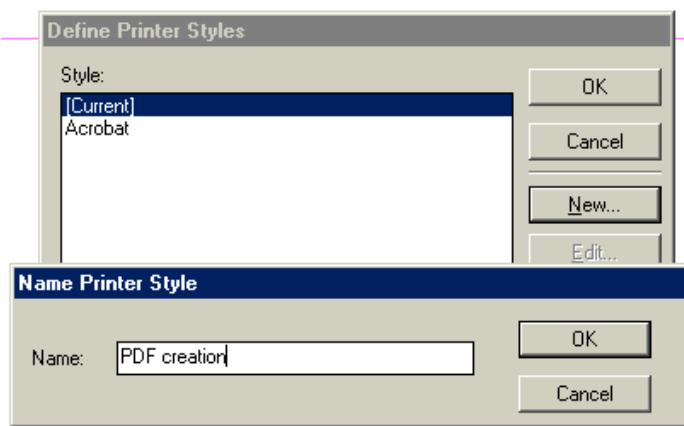 Define Printer Styles
Style:
[Current]
Acrobat
OK
Cancel
New...
Edit...
Name Printer Style
Name:
PDF creation
OK
Cancel